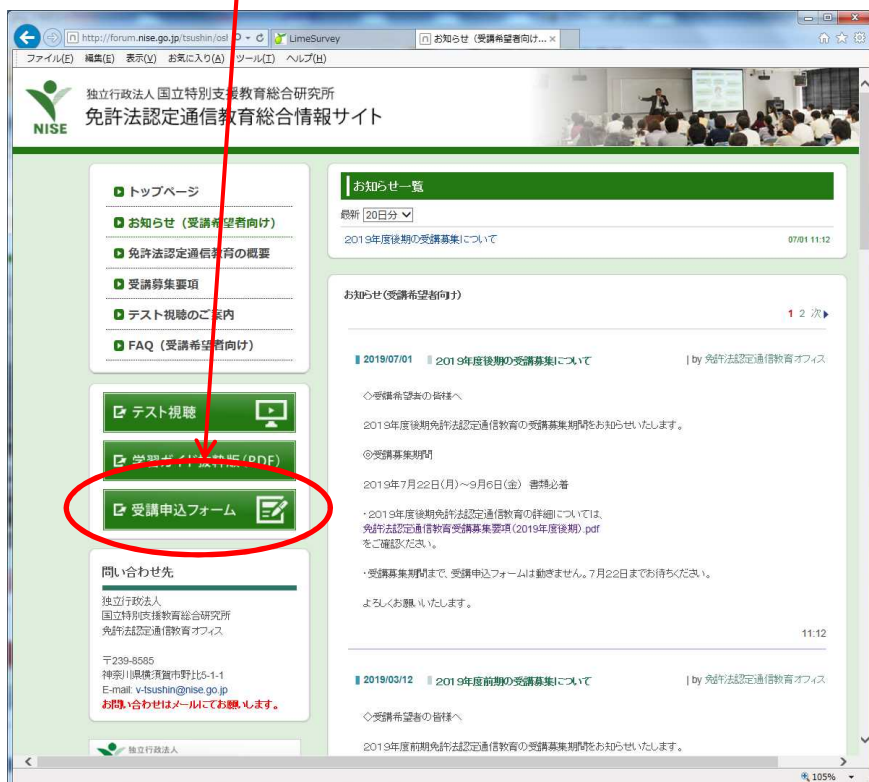 http://forum.nise.go.jp/tsushin/osl
LimeSurvey
お知らせ（受講希望者向け...
ファイル(F) 編集(E) 表示(V) お気に入り(A) ツール(T) ヘルプ(H)
独立行政法人 国立特別支援教育総合研究所
免許法認定通信教育総合情報サイト
NISE
トップページ
お知らせ（受講希望者向け）
免許法認定通信教育の概要
受講募集要項
テスト視聴のご案内
FAQ（受講希望者向け）
テスト視聴
学習ガイド抜粋版(PDF)
受講申込フォーム
問い合わせ先
独立行政法人
国立特別支援教育総合研究所
免許法認定通信教育オフィス
〒239-8585
神奈川県横須賀市野比5-1-1
E-mail: v-tsushin@nise.go.jp
お問い合わせはメールにてお願いします。
独立行政法人
お知らせ一覧
最新 20日分
2019年度後期の受講募集について 07/01 11:12
お知らせ(受講希望者向け)
1 2 次
2019/07/01 2019年度後期の受講募集について | by 免許法認定通信教育オフィス
◇受講希望者の皆様へ
2019年度後期免許法認定通信教育の受講募集期間をお知らせいたします。
◎受講募集期間
2019年7月22日(月)～9月6日(金) 書類必着
・2019年度後期免許法認定通信教育の詳細については、
免許法認定通信教育受講募集要項(2019年度後期).pdf
をご確認ください。
・受講募集期間まで、受講申込フォームは動きません。7月22日までお待ちください。
よろしくお願いいたします。
11:12
2019/03/12 2019年度前期の受講募集について | by 免許法認定通信教育オフィス
◇受講希望者の皆様へ
2019年度前期免許法認定通信教育の受講募集期間をお知らせいたします。
105%